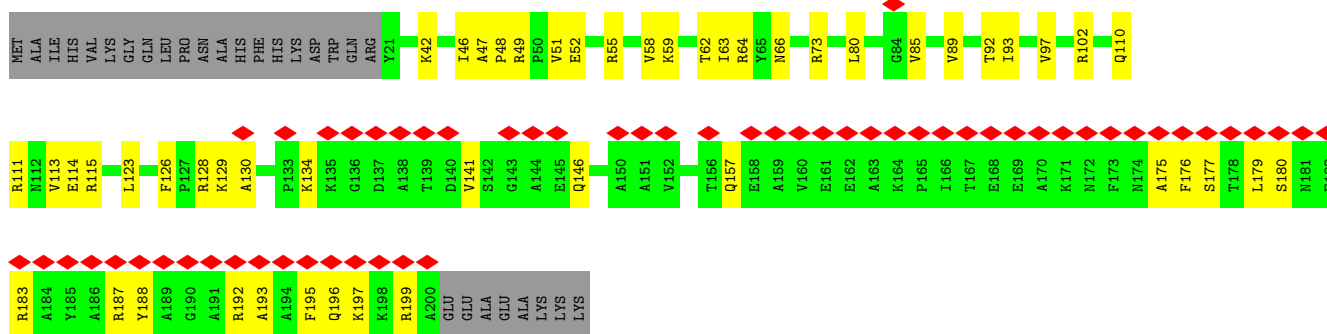 MET ALA ILE HIS VAL LYS GLY GLN LEU PRO ASN ALA HIS PHE HIS LYS ASP TRP GLN ARG Y21 K42 I46 A47 P48 R49 P50 V51 E52 R55 V58 K59 T62 I63 R64 Y65 N66 R73 L80 G84 V85 V89 T92 I93 V97 R102 Q110
R111 N112 V113 E114 R115 L123 F126 P127 R128 K129 A130 P133 K134 K135 G136 D137 A138 T139 D140 V141 S142 G143 A144 E145 Q146 A150 A151 V152 T156 Q157 E158 A159 V160 E161 E162 A163 K164 P165 I166 T167 E168 E169 A170 K171 N172 F173 N174 A175 F176 S177 T178 L179 S180 N181
R183 A184 Y185 A186 R187 Y188 A189 G190 A191 R192 A193 A194 F195 Q196 K197 K198 R199 A200 GLU GLU ALA GLU ALA LYS LYS LYS